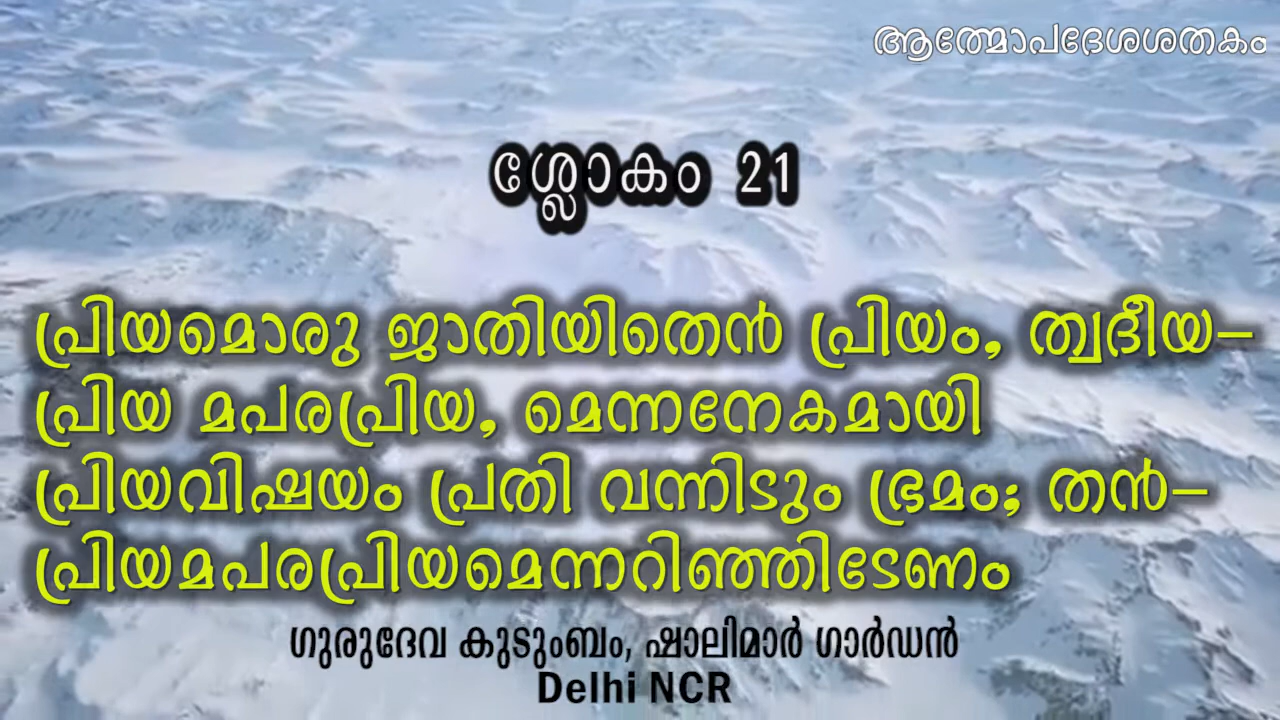 ആത്മോപദേശശതകം
ശ്ലോകം 21
പ്രിയമൊരു ജാതിയിതെൻ പ്രിയം, ത്വദീയ–
പ്രിയ മപരപ്രിയ, മെന്നനേകമായി
പ്രിയവിഷയം പ്രതി വന്നിടും ഭ്രമം; തൻ–
പ്രിയമപരപ്രിയമെന്നറിഞ്ഞിടേണം
ഗുരുദേവ കുടുംബം, ഷാലിമാർ ഗാർഡൻ
Delhi NCR